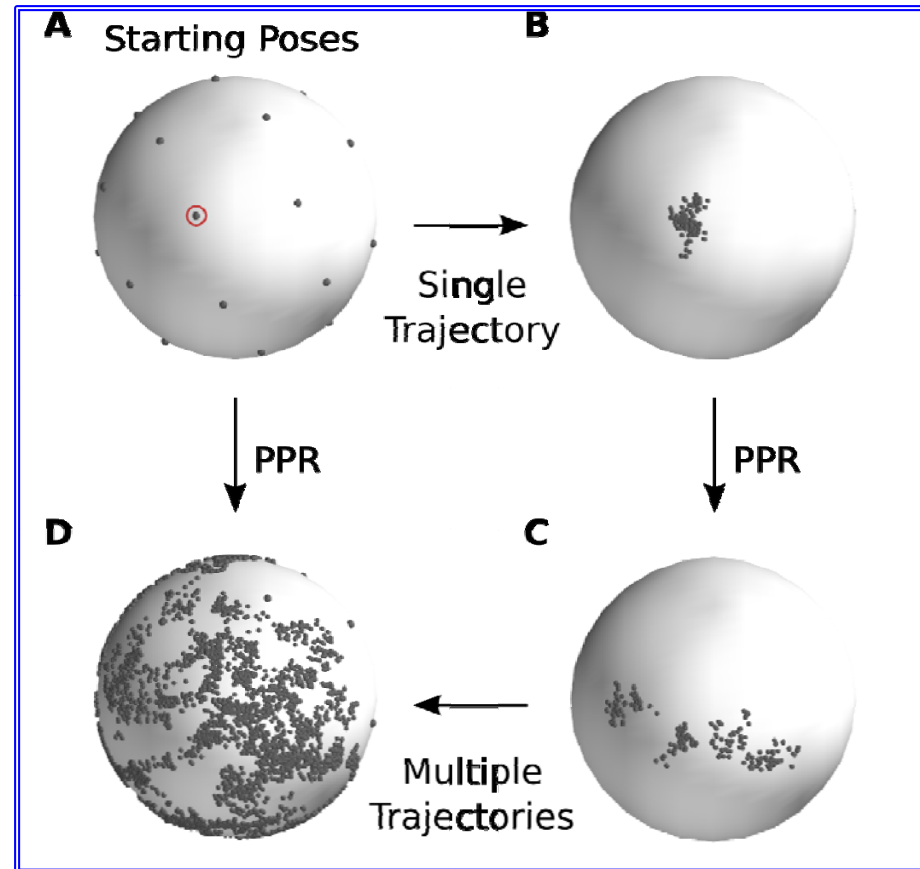 A
Starting Poses
B
Single
Trajectory
PPR
PPR
D
C
Multiple
Trajectories